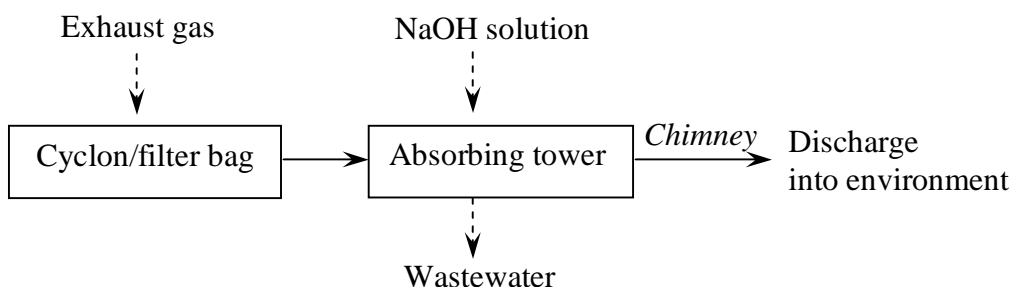 Exhaust gas
NaOH solution
Cyclon/filter bag
Absorbing tower
Chimney
Discharge
into environment
Wastewater